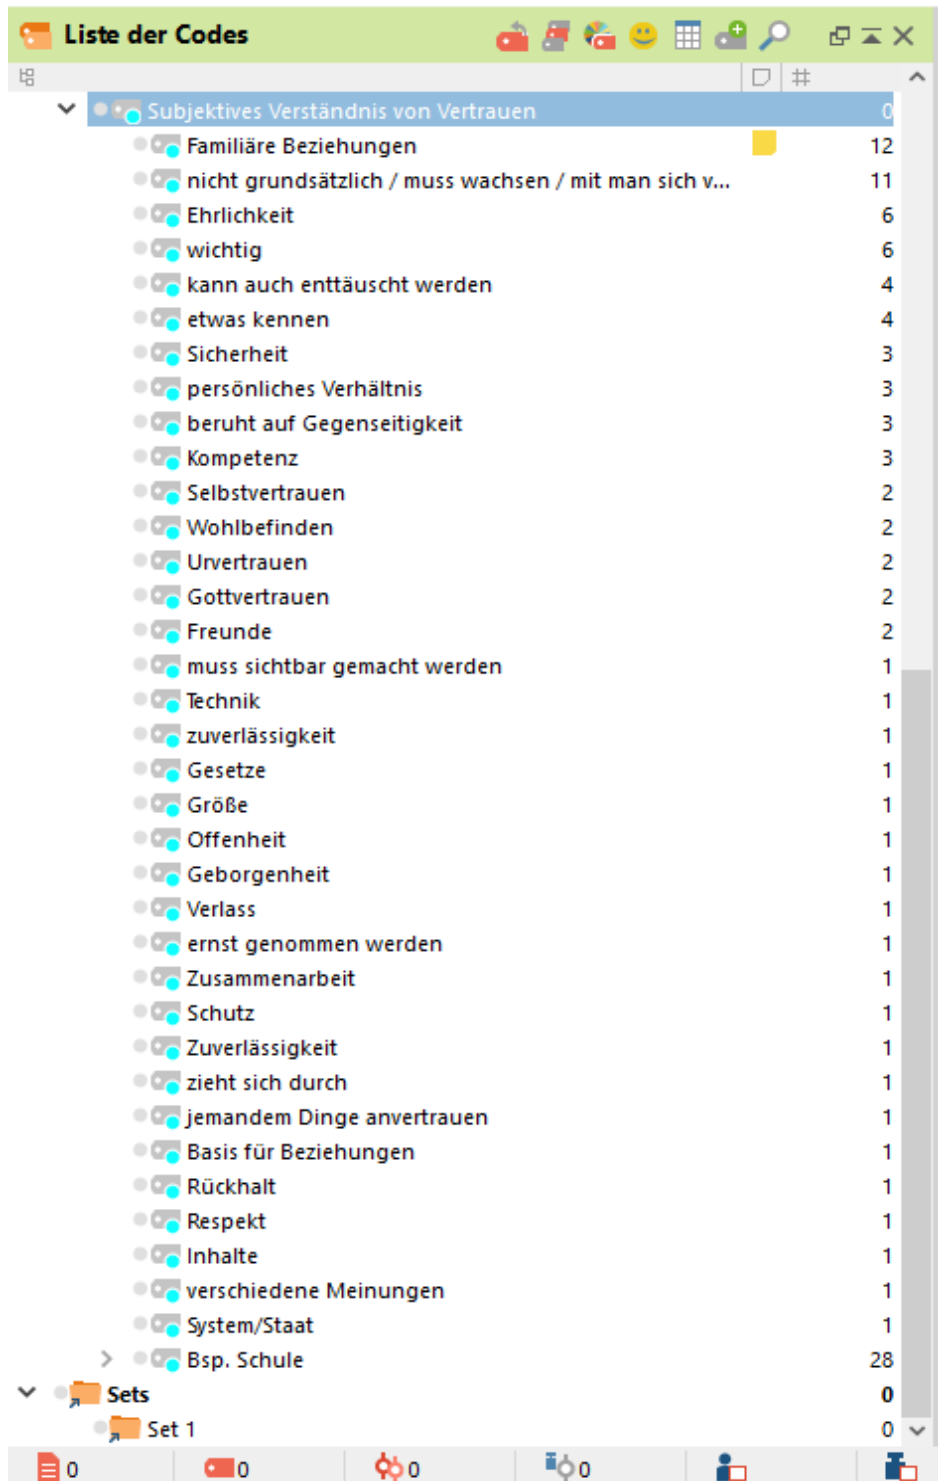 Liste der Codes
#
Subjektives Verständnis von Vertrauen 0
Familiäre Beziehungen 12
nicht grundsätzlich / muss wachsen / mit man sich v... 11
Ehrlichkeit 6
wichtig 6
kann auch enttäuscht werden 4
etwas kennen 4
Sicherheit 3
persönliches Verhältnis 3
beruht auf Gegenseitigkeit 3
Kompetenz 3
Selbstvertrauen 2
Wohlbefinden 2
Urvertrauen 2
Gottvertrauen 2
Freunde 2
muss sichtbar gemacht werden 1
Technik 1
zuverlässigkeit 1
Gesetze 1
Größe 1
Offenheit 1
Geborgenheit 1
Verlass 1
ernst genommen werden 1
Zusammenarbeit 1
Schutz 1
Zuverlässigkeit 1
zieht sich durch 1
jemandem Dinge anvertrauen 1
Basis für Beziehungen 1
Rückhalt 1
Respekt 1
Inhalte 1
verschiedene Meinungen 1
System/Staat 1
Bsp. Schule 28
Sets 0
Set 1 0
0 0 0 0